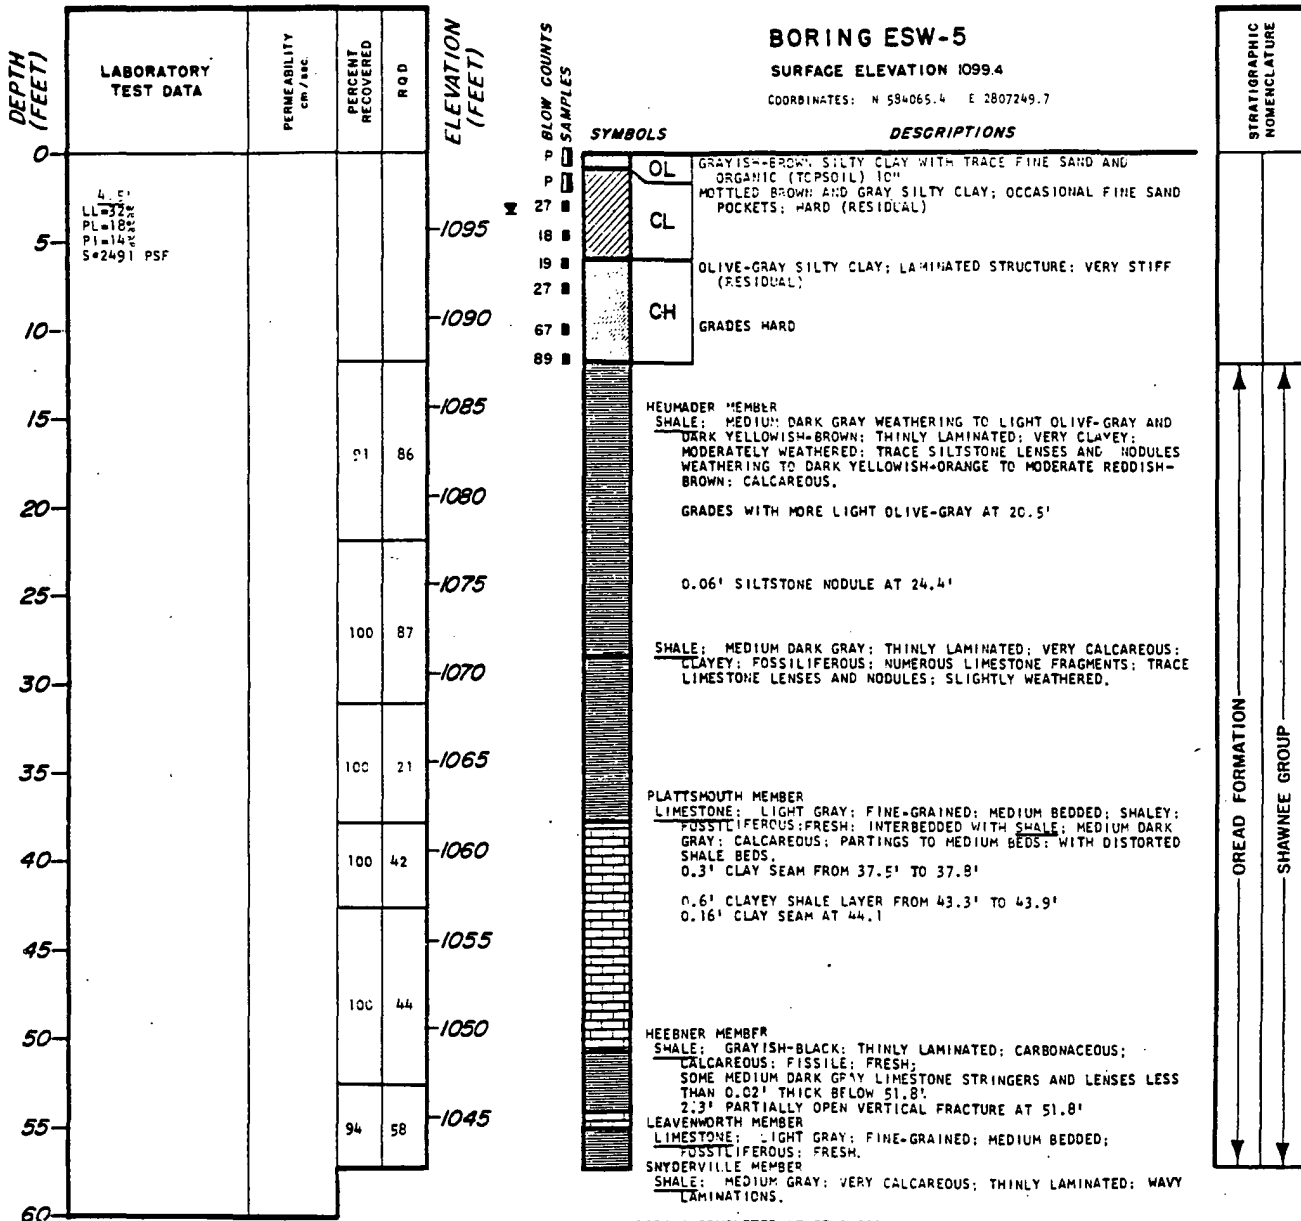 BORING ESW-5
SURFACE ELEVATION 1099.4
COORDINATES: N 584065.4 E 2807249.7
DEPTH (FEET)
LABORATORY TEST DATA
PERMEABILITY cm/sec.
PERCENT RECOVERED
RQD
ELEVATION (FEET)
BLOW COUNTS
SAMPLES
SYMBOLS
DESCRIPTIONS
STRATIGRAPHIC NOMENCLATURE
0
5
10
15
20
25
30
35
40
45
50
55
60
4.5'
LL=32%
PL=18%
PI=14%
S=2491 PSF
91 86
100 87
100 21
100 42
100 44
94 58
1095
1090
1085
1080
1075
1070
1065
1060
1055
1050
1045
P
P
27
18
19
27
67
89
OL
CL
CH
GRAYISH-BROWN SILTY CLAY WITH TRACE FINE SAND AND
ORGANIC (TOPSOIL) 10"
MOTTLED BROWN AND GRAY SILTY CLAY; OCCASIONAL FINE SAND
POCKETS; HARD (RESIDUAL)
OLIVE-GRAY SILTY CLAY; LAMINATED STRUCTURE; VERY STIFF
(RESIDUAL)
GRADES HARD
HEUMADER MEMBER
SHALE; MEDIUM DARK GRAY WEATHERING TO LIGHT OLIVE-GRAY AND
DARK YELLOWISH-BROWN; THINLY LAMINATED; VERY CLAYEY;
MODERATELY WEATHERED; TRACE SILTSTONE LENSES AND NODULES
WEATHERING TO DARK YELLOWISH-ORANGE TO MODERATE REDDISH-
BROWN; CALCAREOUS.
GRADES WITH MORE LIGHT OLIVE-GRAY AT 20.5'
0.06' SILTSTONE NODULE AT 24.4'
SHALE; MEDIUM DARK GRAY; THINLY LAMINATED; VERY CALCAREOUS;
CLAYEY; FOSSILIFEROUS; NUMEROUS LIMESTONE FRAGMENTS; TRACE
LIMESTONE LENSES AND NODULES; SLIGHTLY WEATHERED.
PLATTSMOUTH MEMBER
LIMESTONE; LIGHT GRAY; FINE-GRAINED; MEDIUM BEDDED; SHALEY;
FOSSILIFEROUS;FRESH; INTERBEDDED WITH SHALE; MEDIUM DARK
GRAY; CALCAREOUS; PARTINGS TO MEDIUM BEDS; WITH DISTORTED
SHALE BEDS.
0.3' CLAY SEAM FROM 37.5' TO 37.8'
0.6' CLAYEY SHALE LAYER FROM 43.3' TO 43.9'
0.16' CLAY SEAM AT 44.1
HEEBNER MEMBER
SHALE; GRAYISH-BLACK; THINLY LAMINATED; CARBONACEOUS;
CALCAREOUS; FISSILE; FRESH;
SOME MEDIUM DARK GRAY LIMESTONE STRINGERS AND LENSES LESS
THAN 0.02' THICK BELOW 51.8'.
2.3' PARTIALLY OPEN VERTICAL FRACTURE AT 51.8'
LEAVENWORTH MEMBER
LIMESTONE; LIGHT GRAY; FINE-GRAINED; MEDIUM BEDDED;
FOSSILIFEROUS; FRESH.
SNYDERVILLE MEMBER
SHALE; MEDIUM GRAY; VERY CALCAREOUS; THINLY LAMINATED; WAVY
LAMINATIONS.
OREAD FORMATION
SHAWNEE GROUP